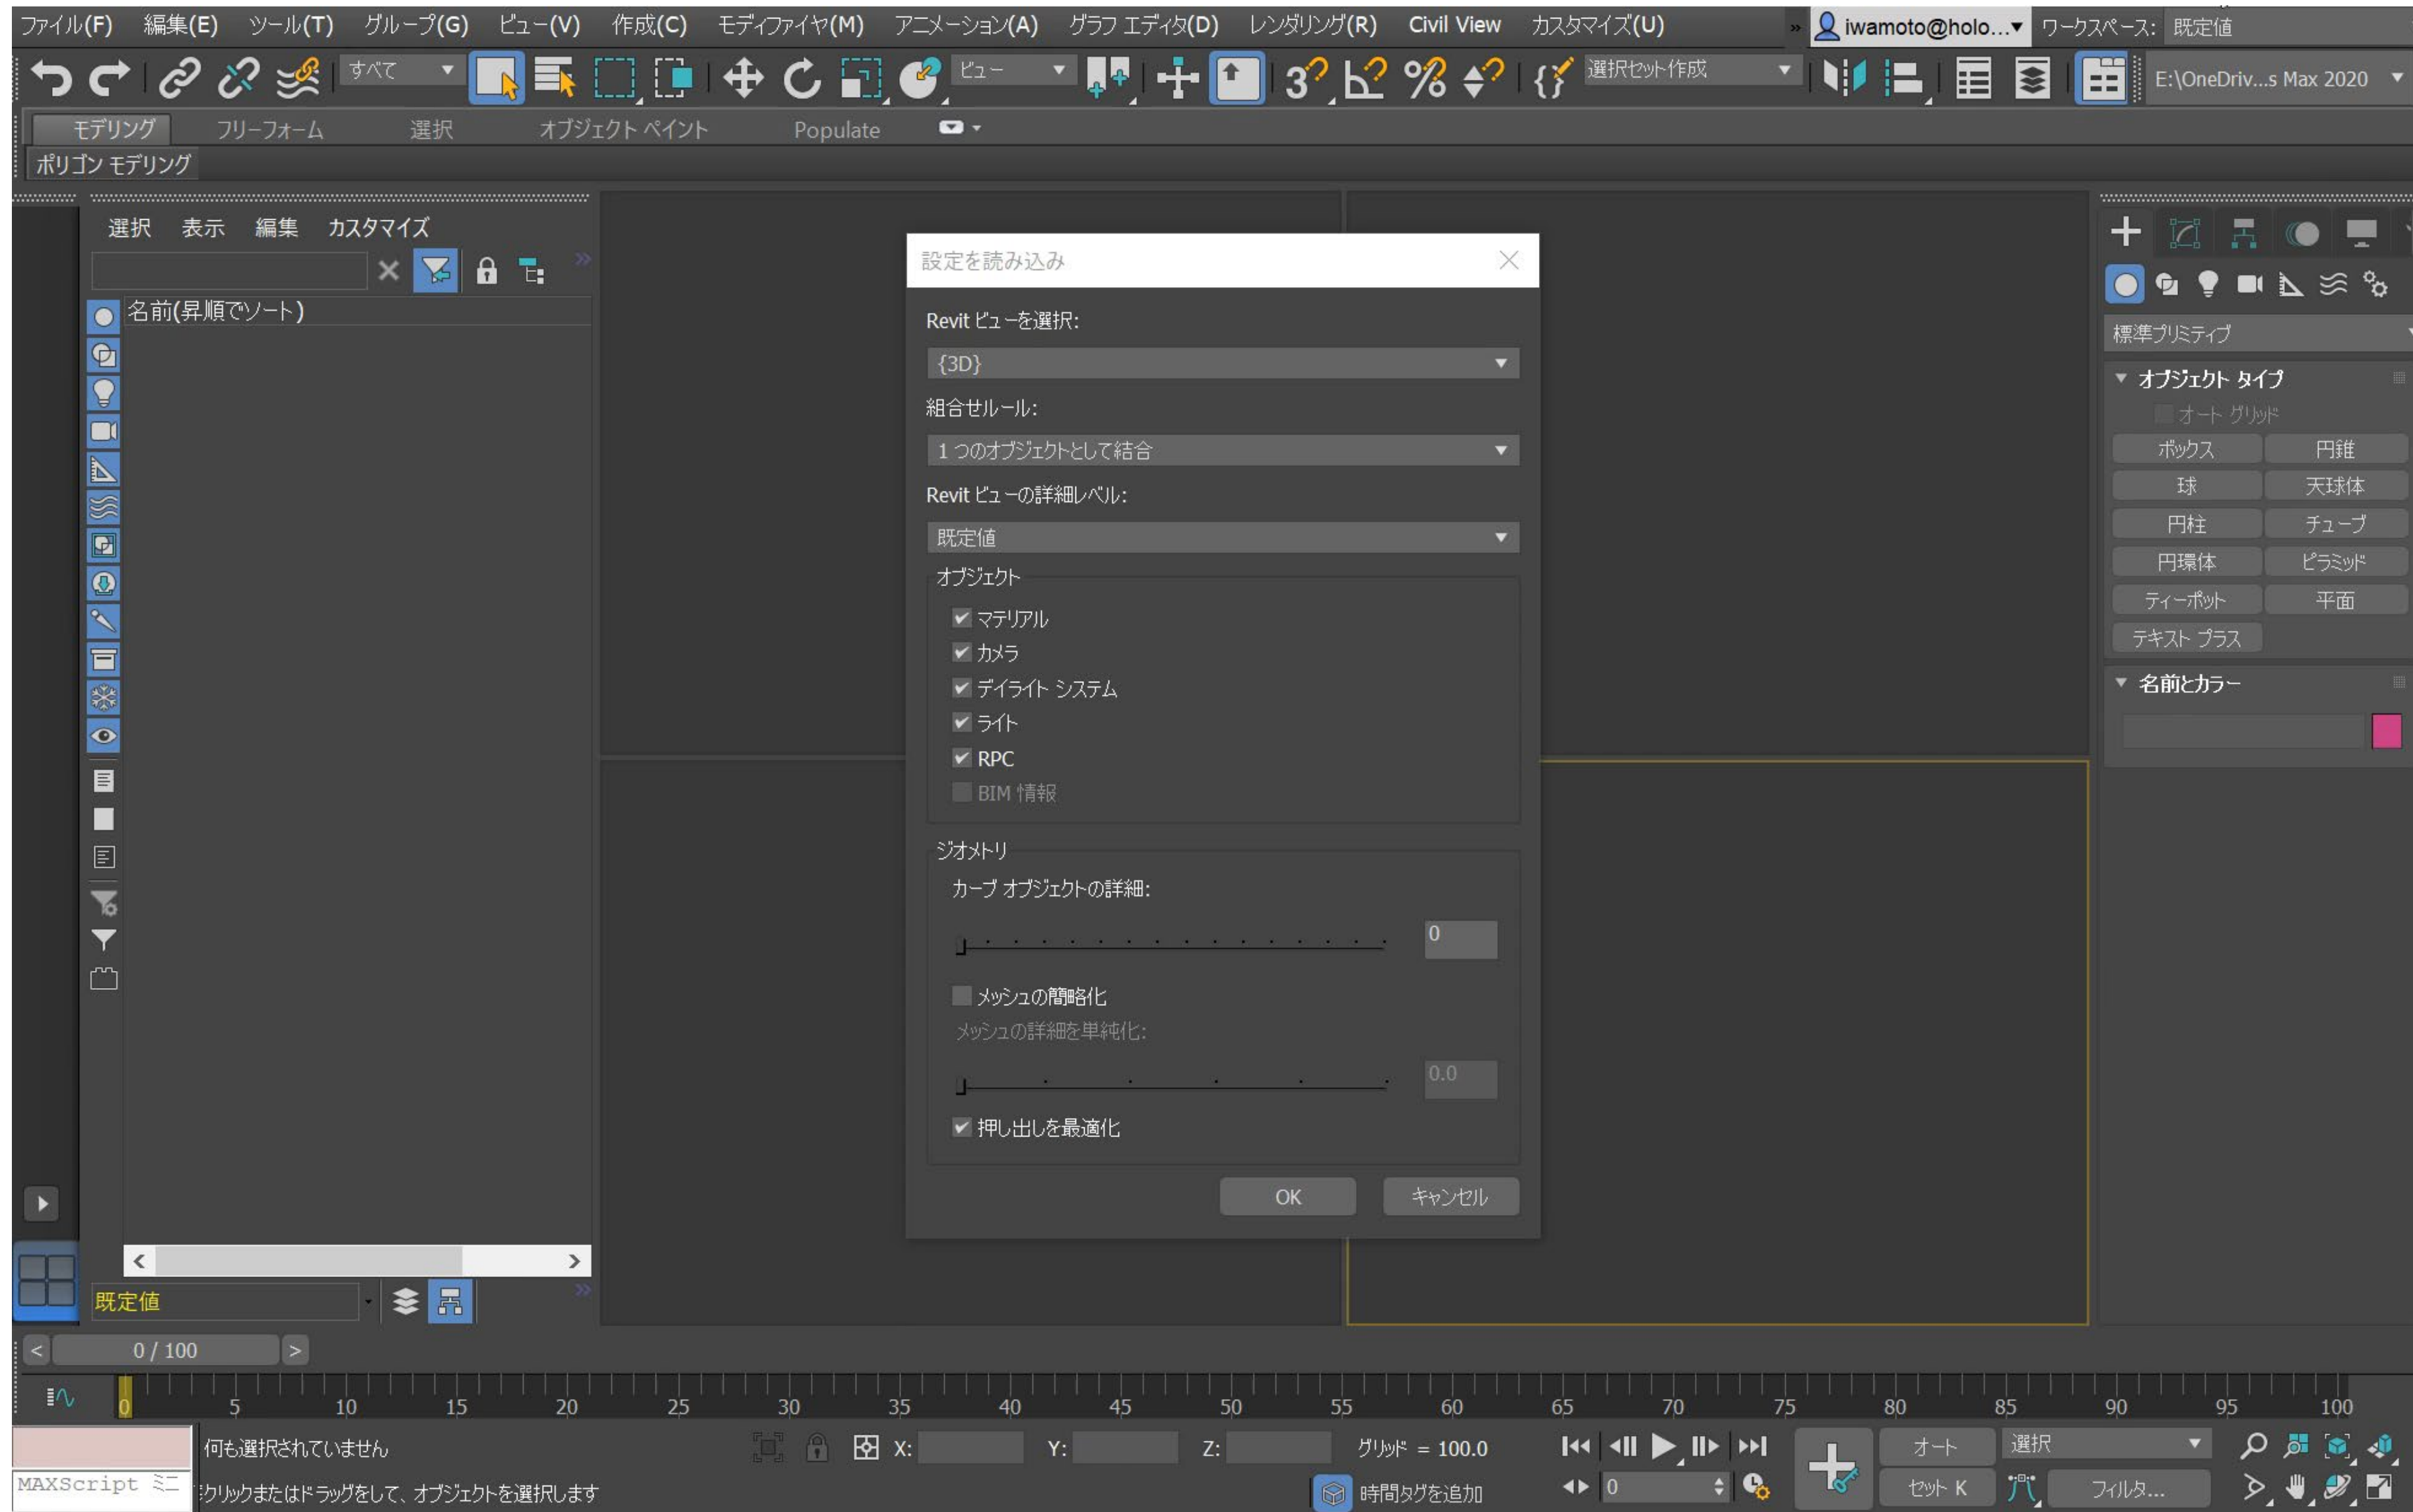 ファイル(F) 編集(E) ツール(T) グループ(G) ビュー(V) 作成(C) モディファイヤ(M) アニメーション(A) グラフ エディタ(D) レンダリング(R) Civil View カスタマイズ(U) » iwamoto@holo...▼ ワークスペース: 既定値
すべて ビュー 選択セット作成 E:\OneDriv...s Max 2020
モデリング フリーフォーム 選択 オブジェクト ペイント Populate
ポリゴン モデリング
選択 表示 編集 カスタマイズ
名前(昇順でソート)
設定を読み込み
Revit ビューを選択:
{3D}
組合せルール:
1 つのオブジェクトとして結合
Revit ビューの詳細レベル:
既定値
オブジェクト
マテリアル
カメラ
デイライト システム
ライト
RPC
BIM 情報
ジオメトリ
カーブ オブジェクトの詳細:
0
メッシュの簡略化
メッシュの詳細を単純化:
0.0
押し出しを最適化
OK キャンセル
標準プリミティブ
オブジェクト タイプ
オート グリッド
ボックス 円錐
球 天球体
円柱 チューブ
円環体 ピラミッド
ティーポット 平面
テキスト プラス
名前とカラー
既定値
< 0 / 100 >
0 5 10 15 20 25 30 35 40 45 50 55 60 65 70 75 80 85 90 95 100
何も選択されていません X: Y: Z: グリッド = 100.0 オート 選択
MAXScript ミニ クリックまたはドラッグをして、オブジェクトを選択します 時間タグを追加 0 セット K フィルタ...